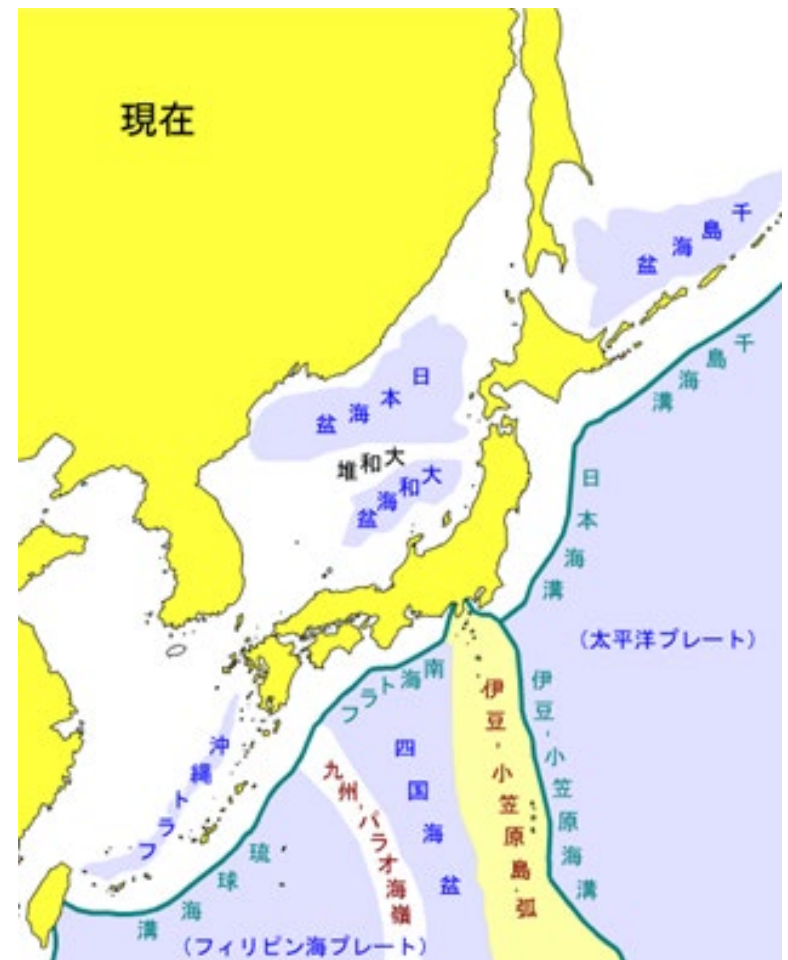 現在
千島海盆
千島海溝
日本海盆
大和堆
大和海盆
日本海溝
(太平洋プレート)
南海トラフ
伊豆・小笠原島弧
伊豆・小笠原海溝
四国海盆
九州・パラオ海嶺
沖縄トラフ
琉球海溝
(フィリピン海プレート)